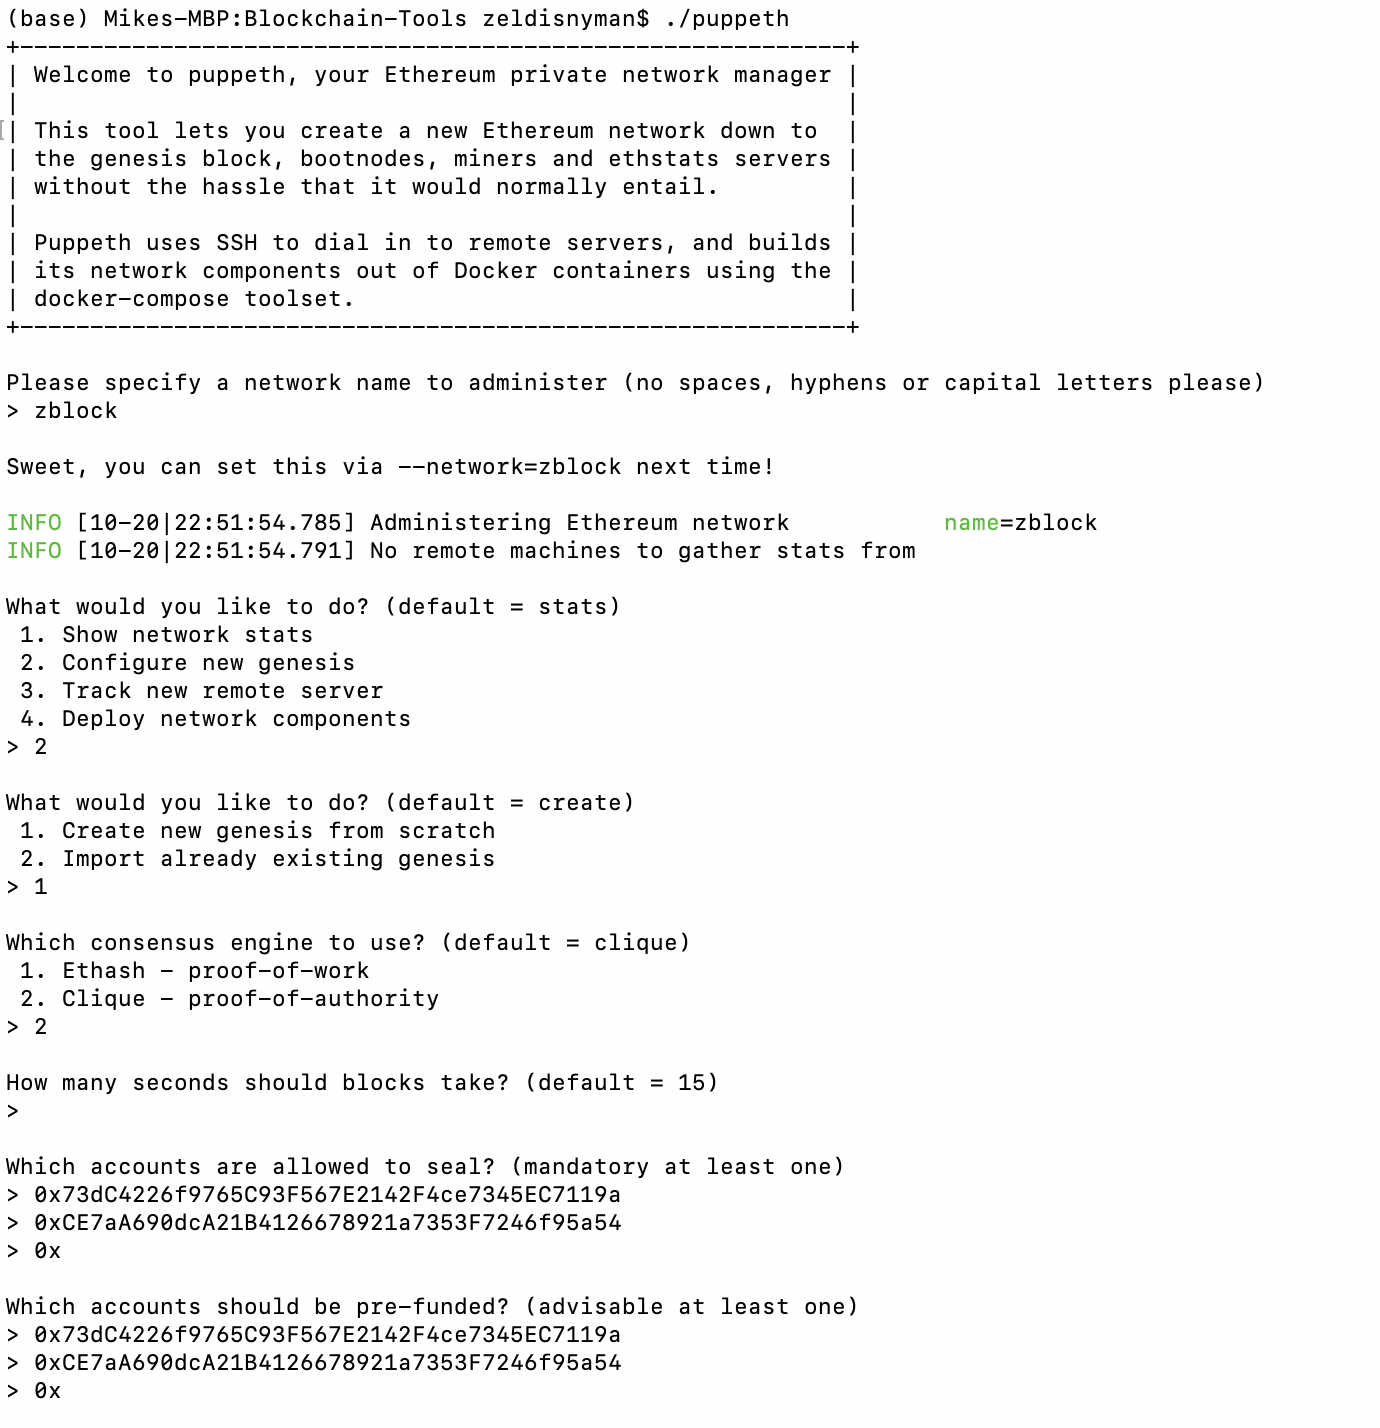 (base) Mikes-MBP:Blockchain-Tools zeldisnyman$ ./puppeth
+-----------------------------------------------------------+
| Welcome to puppeth, your Ethereum private network manager |
|                                                           |
| This tool lets you create a new Ethereum network down to  |
| the genesis block, bootnodes, miners and ethstats servers |
| without the hassle that it would normally entail.         |
|                                                           |
| Puppeth uses SSH to dial in to remote servers, and builds |
| its network components out of Docker containers using the |
| docker-compose toolset.                                   |
+-----------------------------------------------------------+
Please specify a network name to administer (no spaces, hyphens or capital letters please)
> zblock
Sweet, you can set this via --network=zblock next time!
INFO [10-20|22:51:54.785] Administering Ethereum network           name=zblock
INFO [10-20|22:51:54.791] No remote machines to gather stats from
What would you like to do? (default = stats)
 1. Show network stats
 2. Configure new genesis
 3. Track new remote server
 4. Deploy network components
> 2
What would you like to do? (default = create)
 1. Create new genesis from scratch
 2. Import already existing genesis
> 1
Which consensus engine to use? (default = clique)
 1. Ethash - proof-of-work
 2. Clique - proof-of-authority
> 2
How many seconds should blocks take? (default = 15)
>
Which accounts are allowed to seal? (mandatory at least one)
> 0x73dC4226f9765C93F567E2142F4ce7345EC7119a
> 0xCE7aA690dcA21B4126678921a7353F7246f95a54
> 0x
Which accounts should be pre-funded? (advisable at least one)
> 0x73dC4226f9765C93F567E2142F4ce7345EC7119a
> 0xCE7aA690dcA21B4126678921a7353F7246f95a54
> 0x